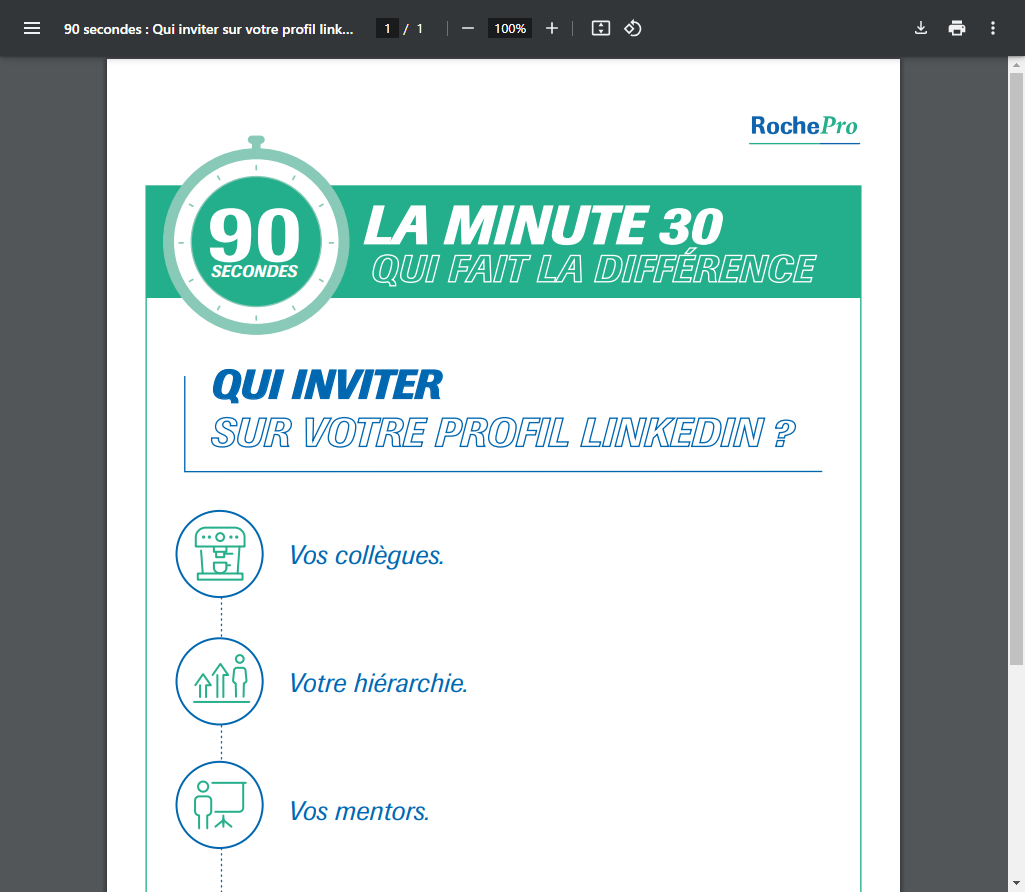 90 secondes : Qui inviter sur votre profil link...
1 / 1
100%
RochePro
90
SECONDES
LA MINUTE 30
QUI FAIT LA DIFFÉRENCE
QUI INVITER
SUR VOTRE PROFIL LINKEDIN ?
Vos collègues.
Votre hiérarchie.
Vos mentors.